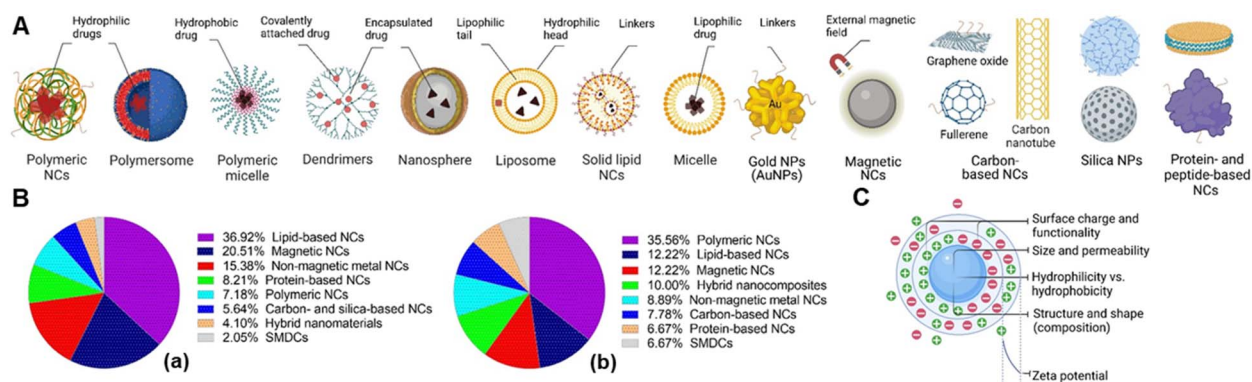 A
Hydrophilic
drugs
Hydrophobic
drug
Covalently
attached drug
Encapsulated
drug
Lipophilic
tail
Hydrophilic
head
Linkers
Lipophilic
drug
Linkers
External magnetic
field
Graphene oxide
Au
Fullerene
Carbon
nanotube
Polymeric
NCs
Polymersome
Polymeric
micelle
Dendrimers
Nanosphere
Liposome
Solid lipid
NCs
Micelle
Gold NPs
(AuNPs)
Magnetic
NCs
Carbon-
based NCs
Silica NPs
Protein- and
peptide-based
NCs
B
36.92% Lipid-based NCs
20.51% Magnetic NCs
15.38% Non-magnetic metal NCs
8.21% Protein-based NCs
7.18% Polymeric NCs
5.64% Carbon- and silica-based NCs
4.10% Hybrid nanomaterials
2.05% SMDCs
(a)
35.56% Polymeric NCs
12.22% Lipid-based NCs
12.22% Magnetic NCs
10.00% Hybrid nanocomposites
8.89% Non-magnetic metal NCs
7.78% Carbon-based NCs
6.67% Protein-based NCs
6.67% SMDCs
(b)
C
Surface charge and
functionality
Size and permeability
Hydrophilicity vs.
hydrophobicity
Structure and shape
(composition)
Zeta potential